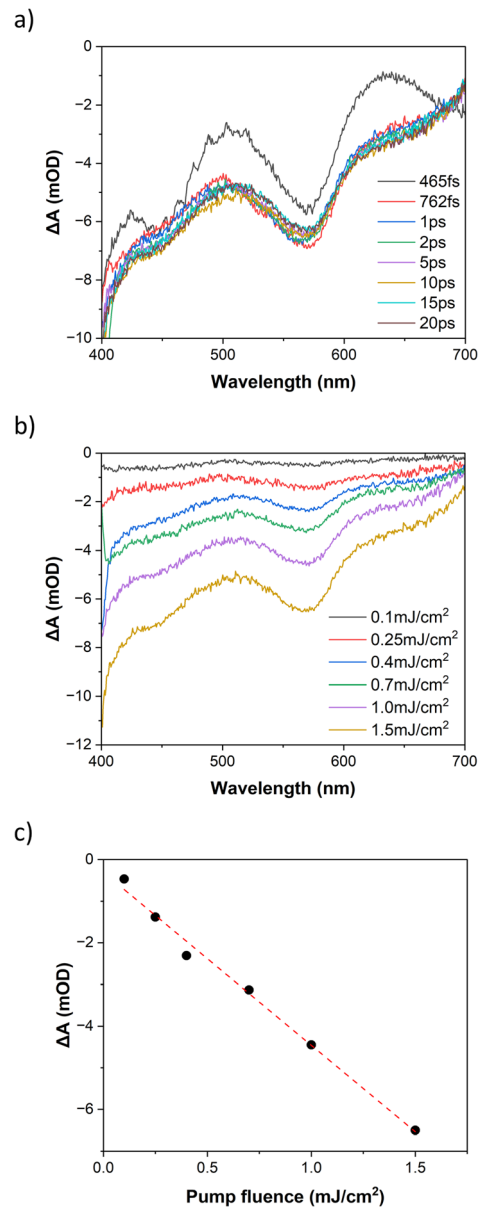 a)
0
−2
−4
−6
−8
−10
ΔA (mOD)
465fs
762fs
1ps
2ps
5ps
10ps
15ps
20ps
400 500 600 700
Wavelength (nm)
b)
0
−2
−4
−6
−8
−10
−12
ΔA (mOD)
0.1mJ/cm²
0.25mJ/cm²
0.4mJ/cm²
0.7mJ/cm²
1.0mJ/cm²
1.5mJ/cm²
400 500 600 700
Wavelength (nm)
c)
0
−2
−4
−6
ΔA (mOD)
0.0 0.5 1.0 1.5
Pump fluence (mJ/cm²)